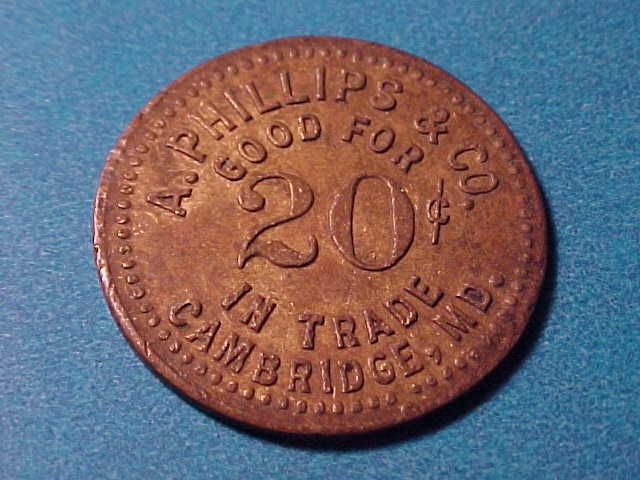 A. PHILLIPS & CO.
GOOD FOR
20¢
IN TRADE
CAMBRIDGE, MD.